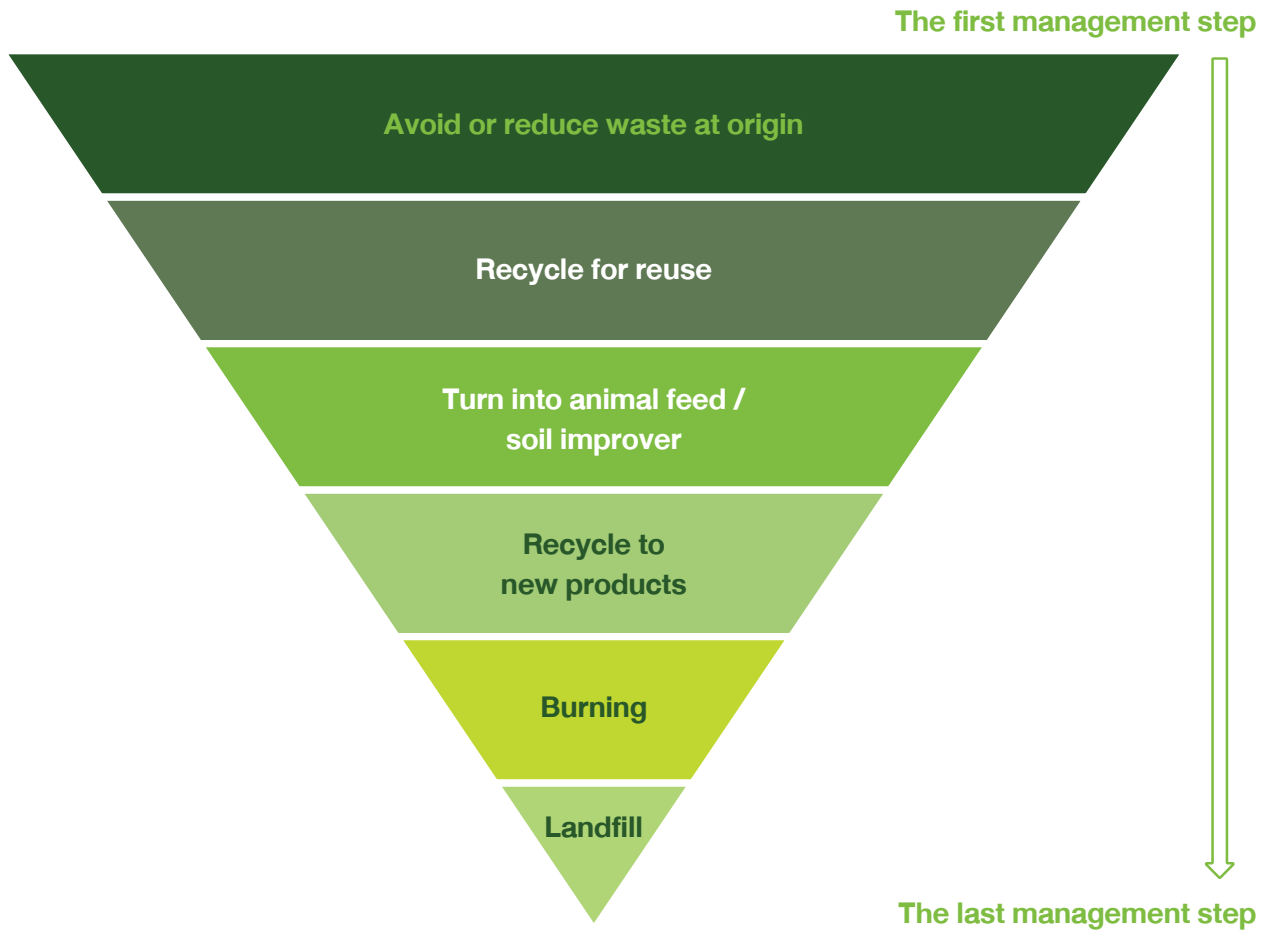 The first management step
Avoid or reduce waste at origin
Recycle for reuse
Turn into animal feed /
soil improver
Recycle to
new products
Burning
Landfill
The last management step